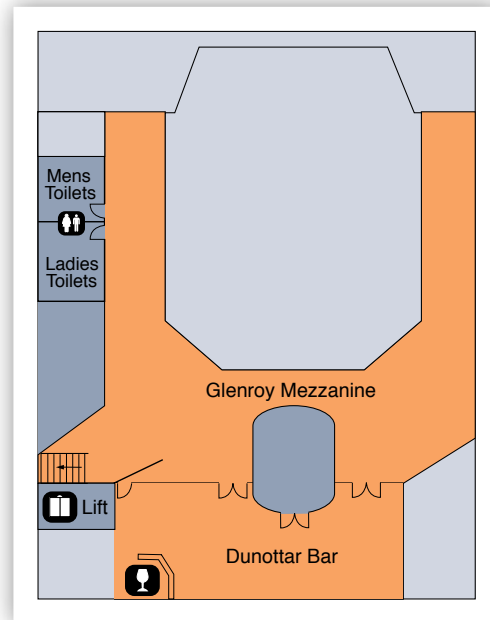 Mens
Toilets
Ladies
Toilets
Glenroy Mezzanine
Lift
Dunottar Bar